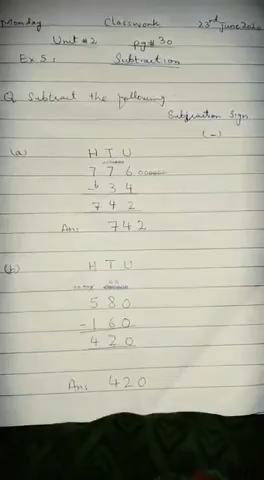 Monday Classwork 23rd June
Unit #2 pg # 30
Ex 5: Subtraction
Q Subtract the following
Subtraction Sign
(-)
(a) H T U
7 7 6
- 3 4
7 4 2
Ans: 742
(b) H T U
5 8 0
- 1 6 0
4 2 0
Ans 420